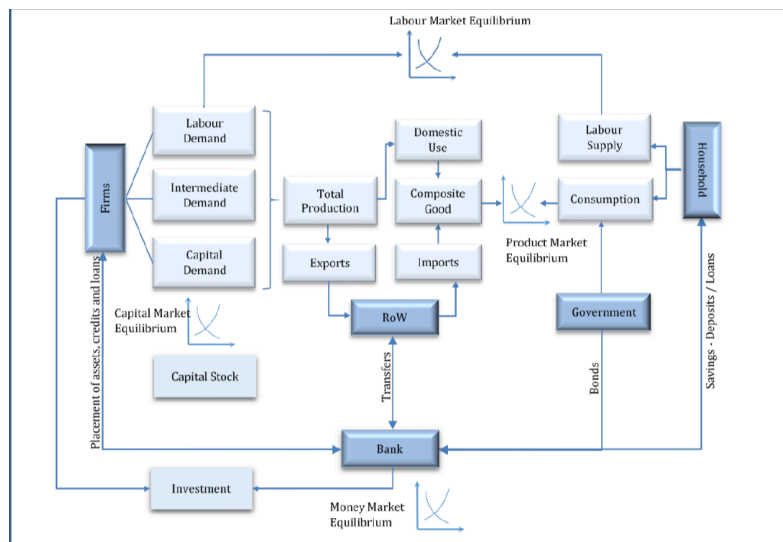 Labour Market Equilibrium
Labour
Demand
Domestic
Use
Labour
Supply
Household
Firms
Intermediate
Demand
Total
Production
Composite
Good
Consumption
Product Market
Equilibrium
Capital
Demand
Exports
Imports
Capital Market
Equilibrium
RoW
Government
Placement of assets, credits and loans
Capital Stock
Transfers
Bonds
Savings - Deposits / Loans
Bank
Investment
Money Market
Equilibrium